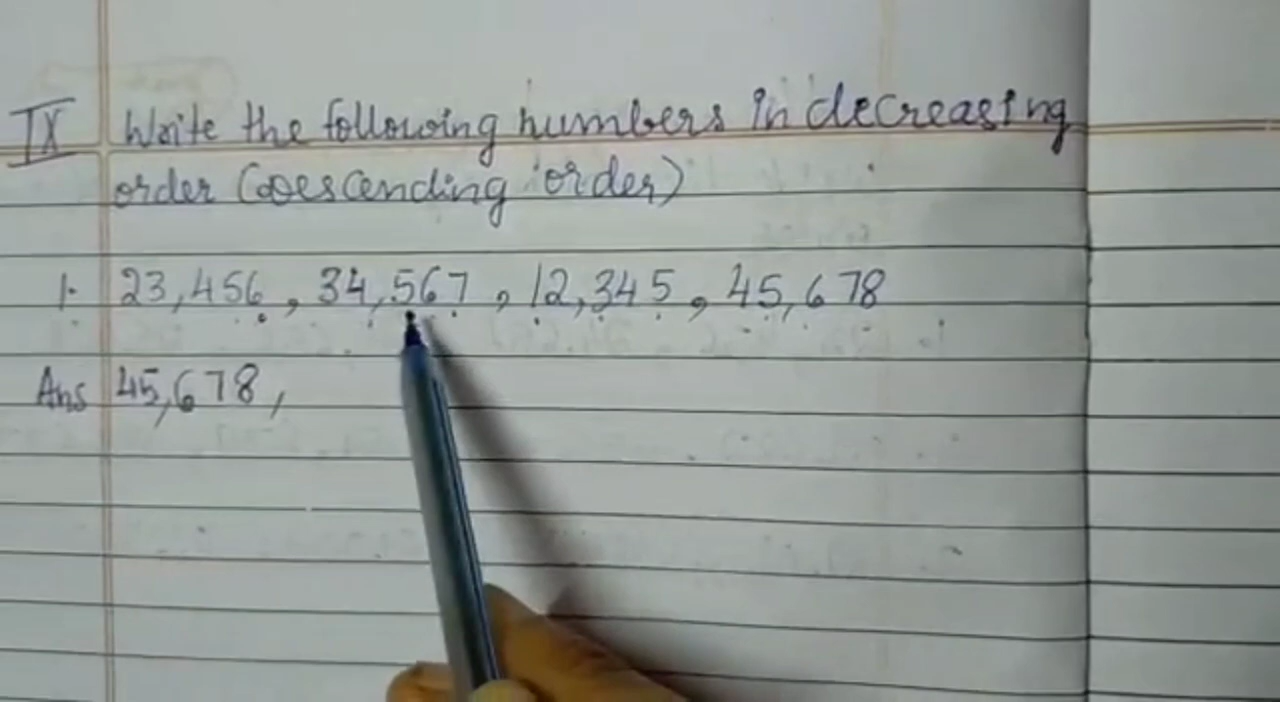 IX Write the following numbers in decreasing
order (Descending order)
1. 23,456, 34,567, 12,345, 45,678
Ans 45,678,